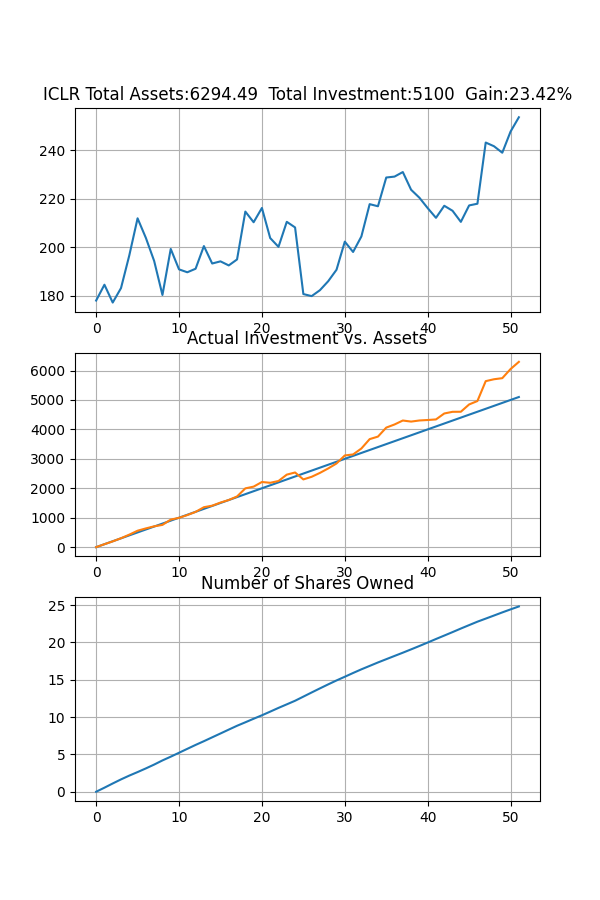 ICLR Total Assets:6294.49  Total Investment:5100  Gain:23.42%
240
220
200
180
0 10 20 30 40 50
Actual Investment vs. Assets
6000
5000
4000
3000
2000
1000
0
0 10 20 30 40 50
Number of Shares Owned
25
20
15
10
5
0
0 10 20 30 40 50